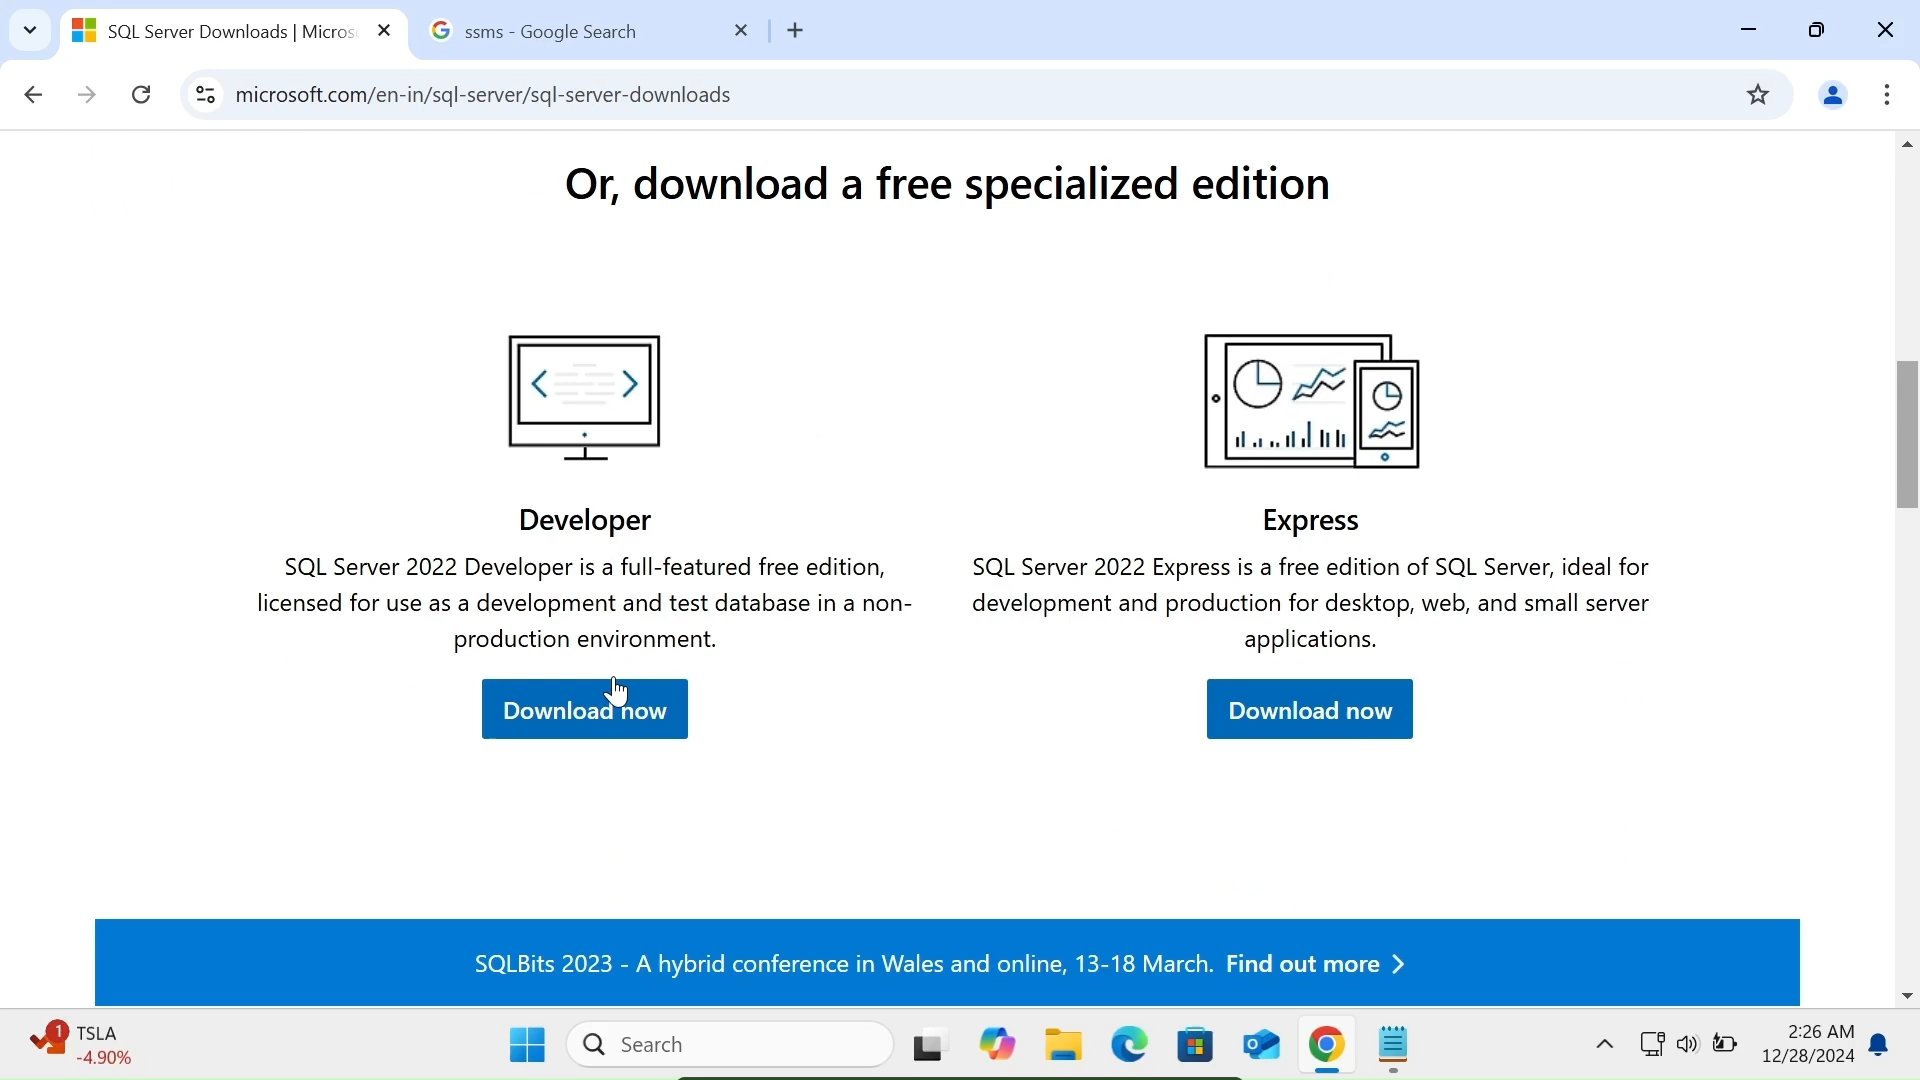 SQL Server Downloads | Micros
ssms - Google Search
microsoft.com/en-in/sql-server/sql-server-downloads
Or, download a free specialized edition
Developer
SQL Server 2022 Developer is a full-featured free edition,
licensed for use as a development and test database in a non-
production environment.
Download now
Express
SQL Server 2022 Express is a free edition of SQL Server, ideal for
development and production for desktop, web, and small server
applications.
Download now
SQLBits 2023 - A hybrid conference in Wales and online, 13-18 March. Find out more
1
TSLA
-4.90%
Search
2:26 AM
12/28/2024